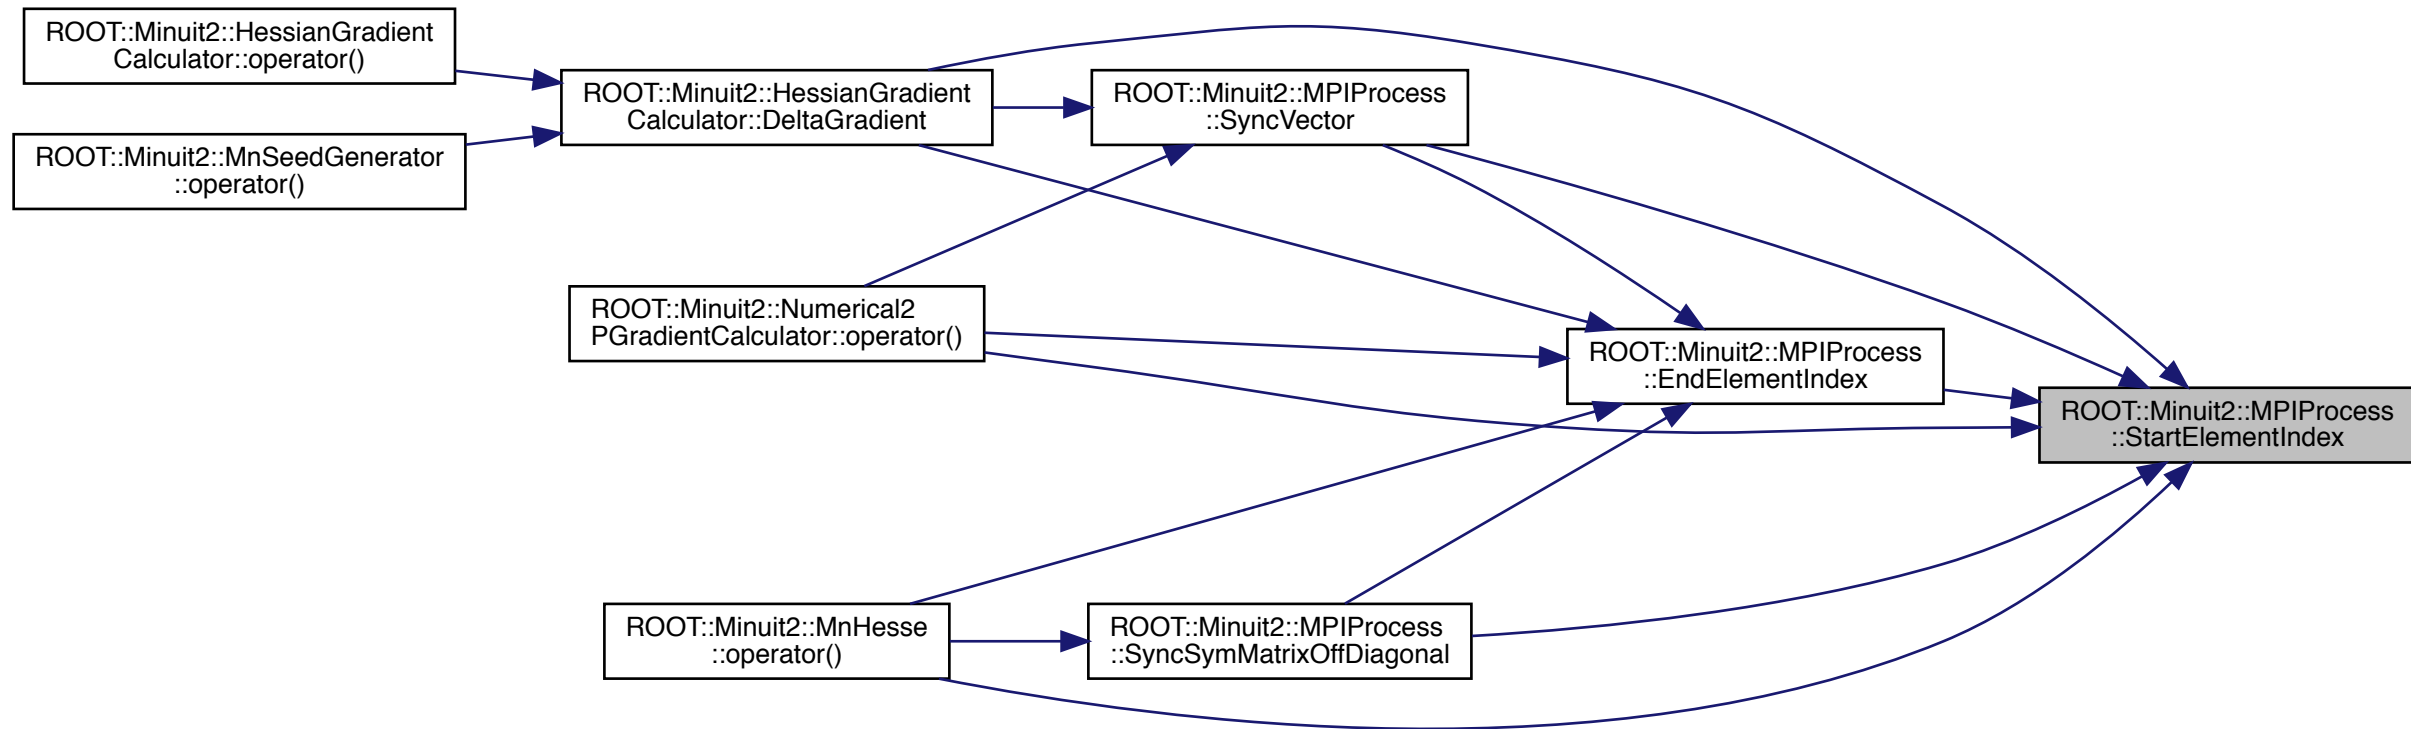 ROOT::Minuit2::HessianGradient
Calculator::operator()
ROOT::Minuit2::MnSeedGenerator
::operator()
ROOT::Minuit2::HessianGradient
Calculator::DeltaGradient
ROOT::Minuit2::MPIProcess
::SyncVector
ROOT::Minuit2::Numerical2
PGradientCalculator::operator()
ROOT::Minuit2::MPIProcess
::EndElementIndex
ROOT::Minuit2::MPIProcess
::StartElementIndex
ROOT::Minuit2::MnHesse
::operator()
ROOT::Minuit2::MPIProcess
::SyncSymMatrixOffDiagonal